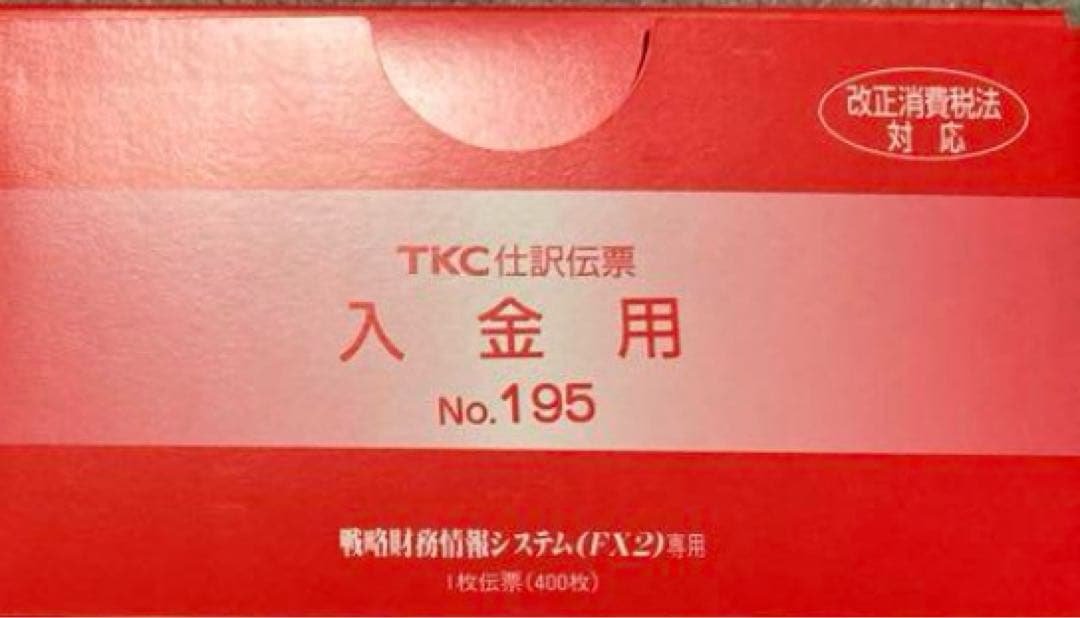 改正消費税法
対応
TKC仕訳伝票
入金用
No.195
戦略財務情報システム(FX2)専用
1枚伝票(400枚)